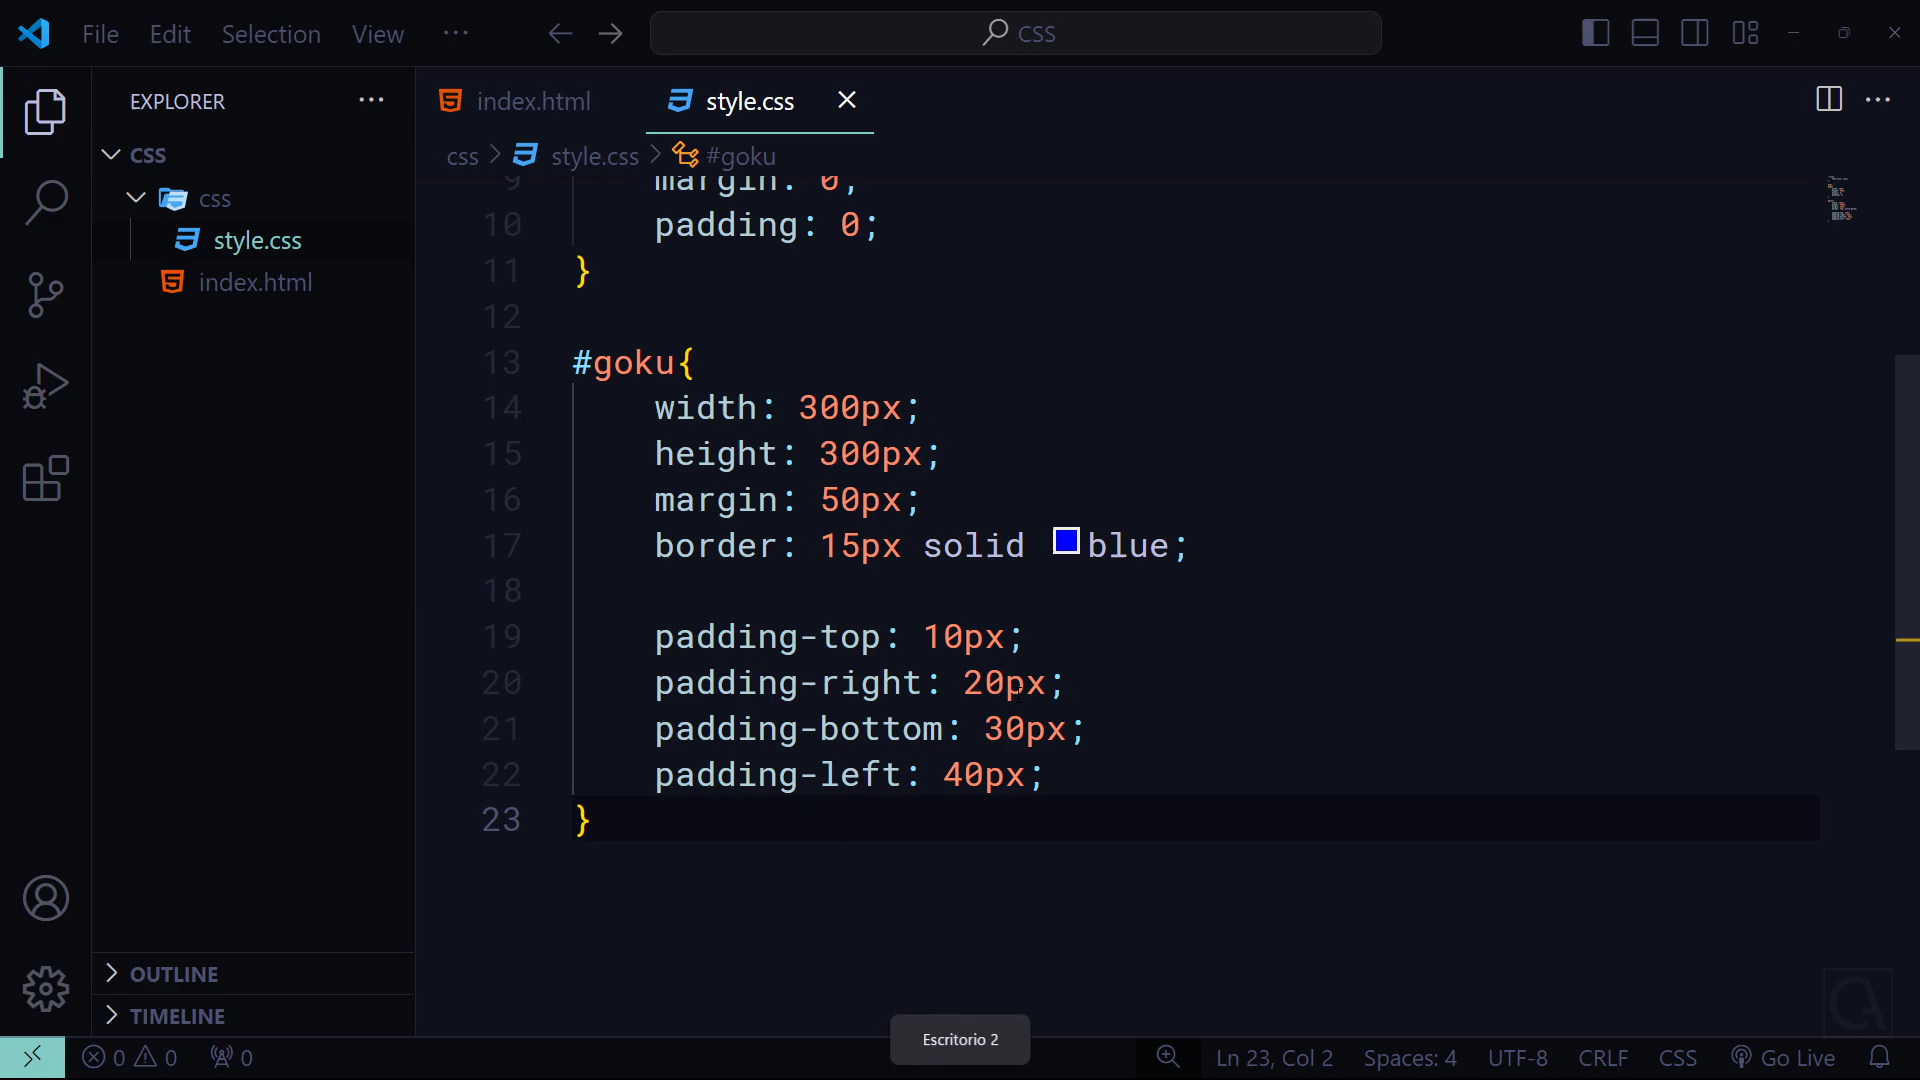 File Edit Selection View ··· CSS
EXPLORER ···
index.html style.css
CSS
css > style.css > #goku
css
style.css
index.html
9 margin: 0;
10 padding: 0;
11 }
12
13 #goku{
14 width: 300px;
15 height: 300px;
16 margin: 50px;
17 border: 15px solid blue;
18
19 padding-top: 10px;
20 padding-right: 20px;
21 padding-bottom: 30px;
22 padding-left: 40px;
23 }
OUTLINE
TIMELINE
Escritorio 2
0 0 0 Ln 23, Col 2 Spaces: 4 UTF-8 CRLF CSS Go Live
CA